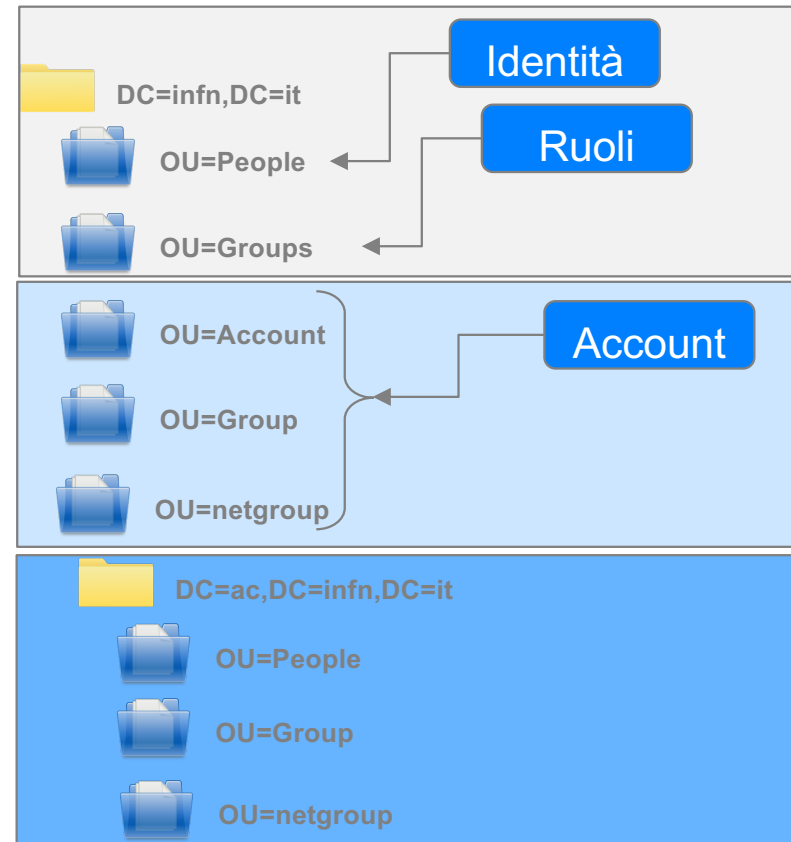 Identità
DC=infn,DC=it
Ruoli
OU=People
OU=Groups
OU=Account
Account
OU=Group
OU=netgroup
DC=ac,DC=infn,DC=it
OU=People
OU=Group
OU=netgroup